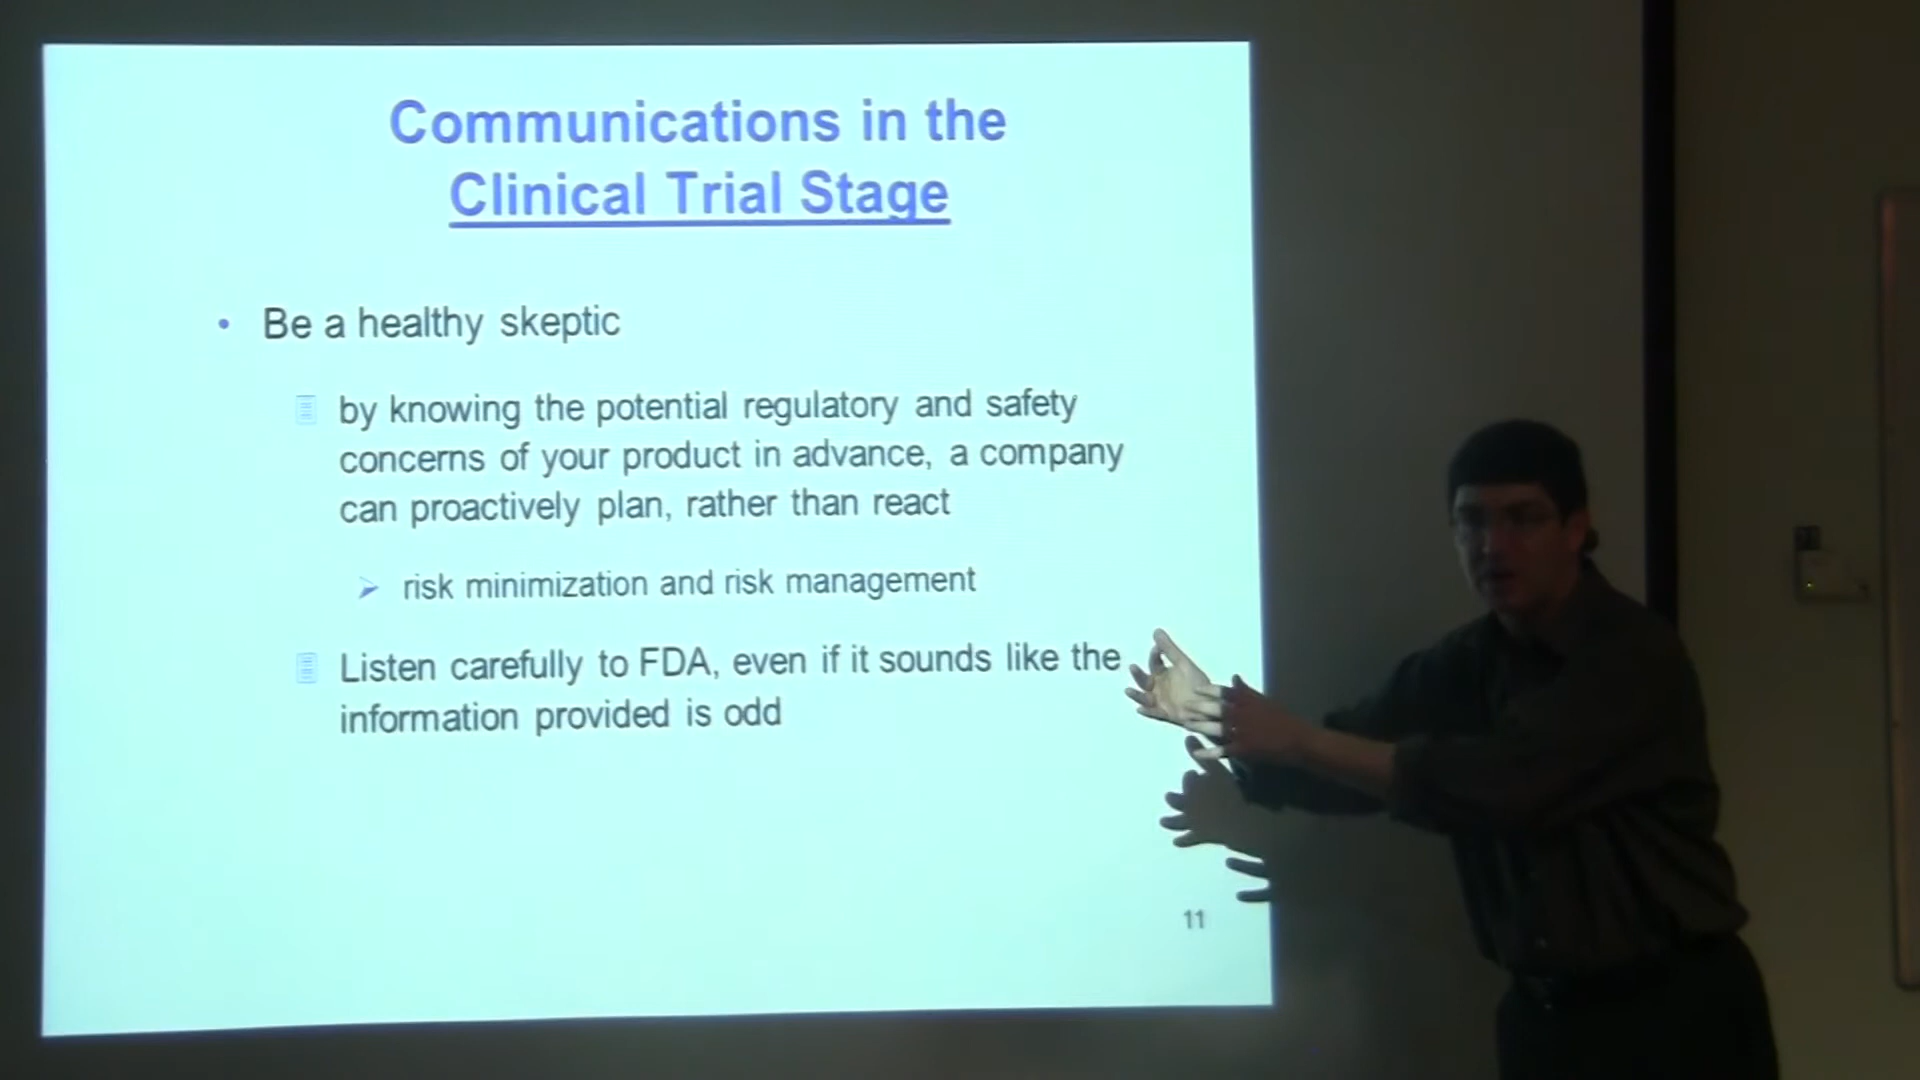 Communications in the
Clinical Trial Stage
• Be a healthy skeptic
by knowing the potential regulatory and safety
concerns of your product in advance, a company
can proactively plan, rather than react
➢ risk minimization and risk management
Listen carefully to FDA, even if it sounds like the
information provided is odd
11